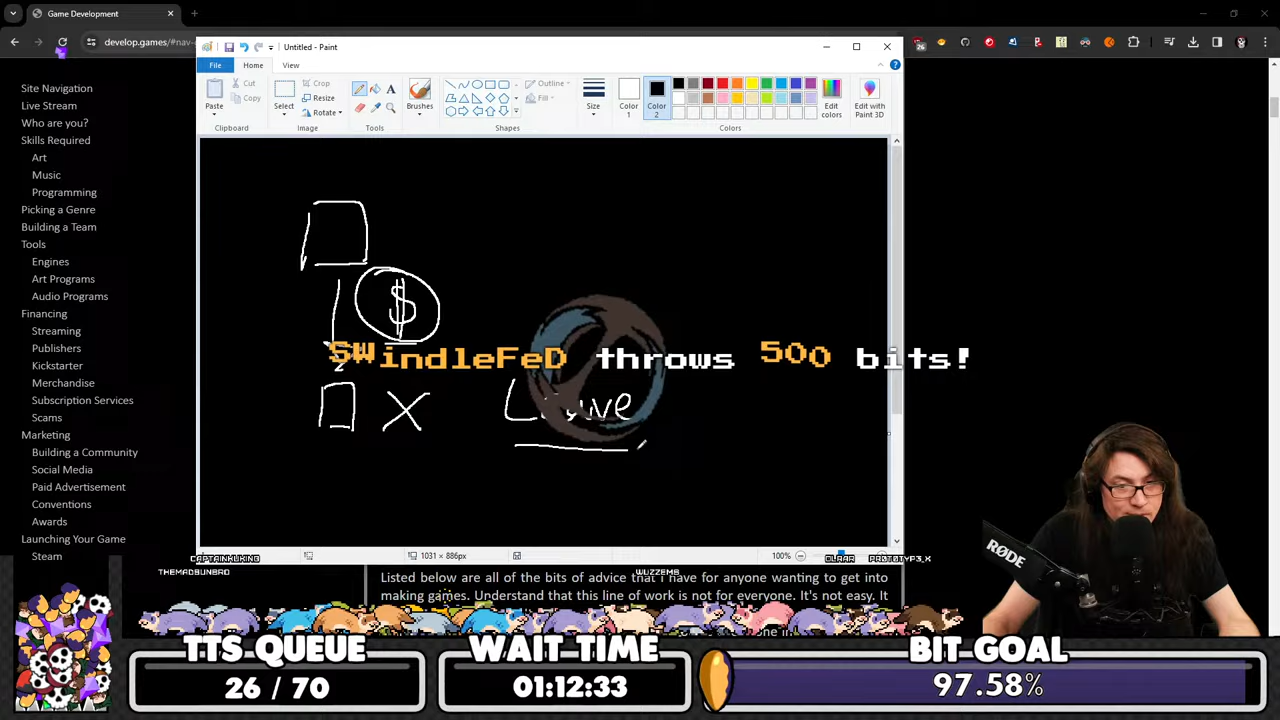 Game Development
develop.games/#nav-
Untitled - Paint
File
Home
View
Paste
Cut
Copy
Clipboard
Select
Crop
Resize
Rotate
Image
A
Tools
Brushes
Outline
Fill
Shapes
Size
Color
1
Color
2
Edit
colors
Edit with
Paint 3D
Colors
Site Navigation
Live Stream
Who are you?
Skills Required
Art
Music
Programming
Picking a Genre
Building a Team
Tools
Engines
Art Programs
Audio Programs
Financing
Streaming
Publishers
Kickstarter
Merchandise
Subscription Services
Scams
Marketing
Building a Community
Social Media
Paid Advertisement
Conventions
Awards
Launching Your Game
Steam
$
SWindleFeD throws 500 bits!
X
1031 × 886px
100%
CAPTAINKUKING
THEMADBUNBRO
WUZZEMS
PROTOTYP3_X
Listed below are all of the bits of advice that I have for anyone wanting to get into
making games. Understand that this line of work is not for everyone. It's not easy. It
RØDE
TTS QUEUE
26 / 70
WAIT TIME
01:12:33
BIT GOAL
97.58%